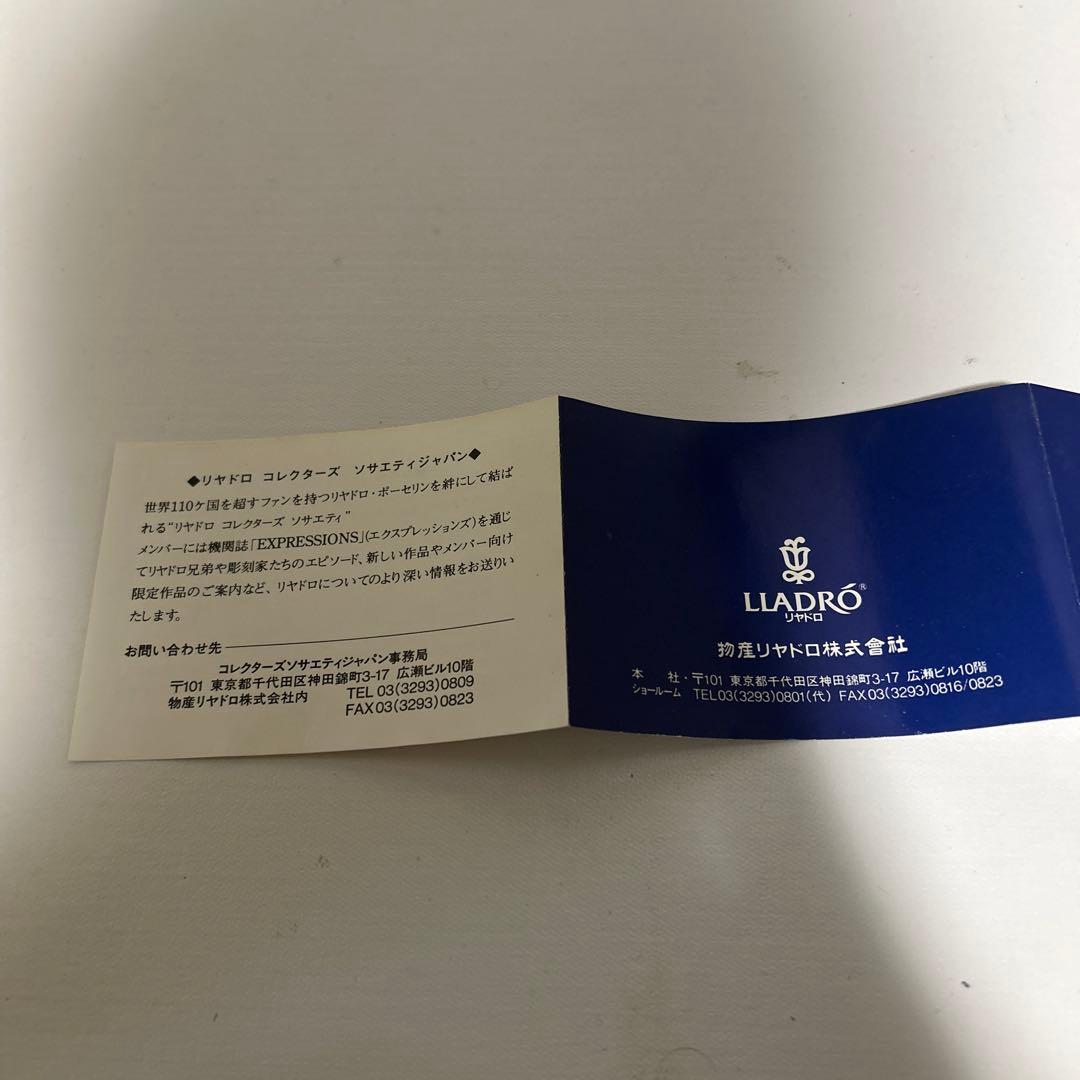 ◆リヤドロ コレクターズ ソサエティジャパン◆
世界110ケ国を超すファンを持つリヤドロ・ポーセリンを絆にして結ば
れる“リヤドロ コレクターズ ソサエティ”
メンバーには機関誌「EXPRESSIONS」(エクスプレッションズ)を通じ
てリヤドロ兄弟や彫刻家たちのエピソード、新しい作品やメンバー向け
限定作品のご案内など、リヤドロについてのより深い情報をお送りい
たします。
お問い合わせ先
コレクターズソサエティジャパン事務局
〒101 東京都千代田区神田錦町3-17 広瀬ビル10階
物産リヤドロ株式会社内 TEL 03(3293)0809
FAX 03(3293)0823
LLADRÓ®
リヤドロ
物産リヤドロ株式會社
本 社・〒101 東京都千代田区神田錦町3-17 広瀬ビル10階
ショールーム TEL03(3293)0801(代) FAX03(3293)0816/0823